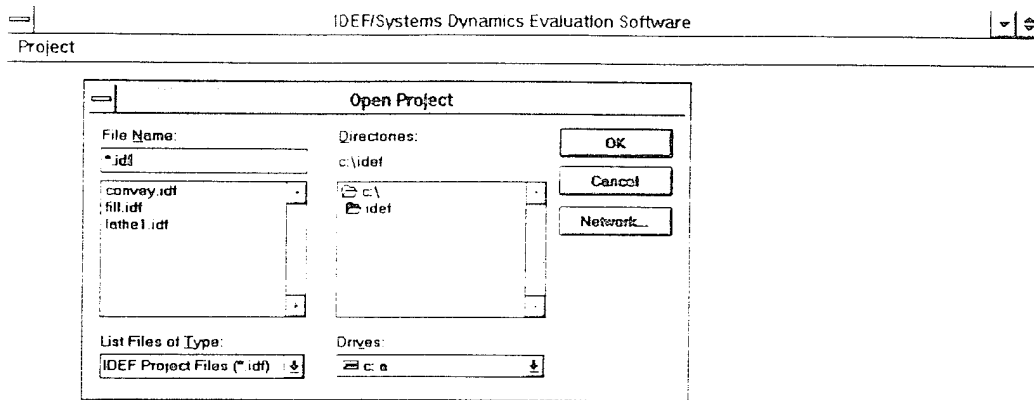 IDEF/Systems Dynamics Evaluation Software
Project
Open Project
File Name:
*.idf
convey.idf
fill.idf
lathe1.idf
List Files of Type:
IDEF Project Files (*.idf)
Directories:
c:\idef
c:\
idef
Drives:
c: a
OK
Cancel
Network...